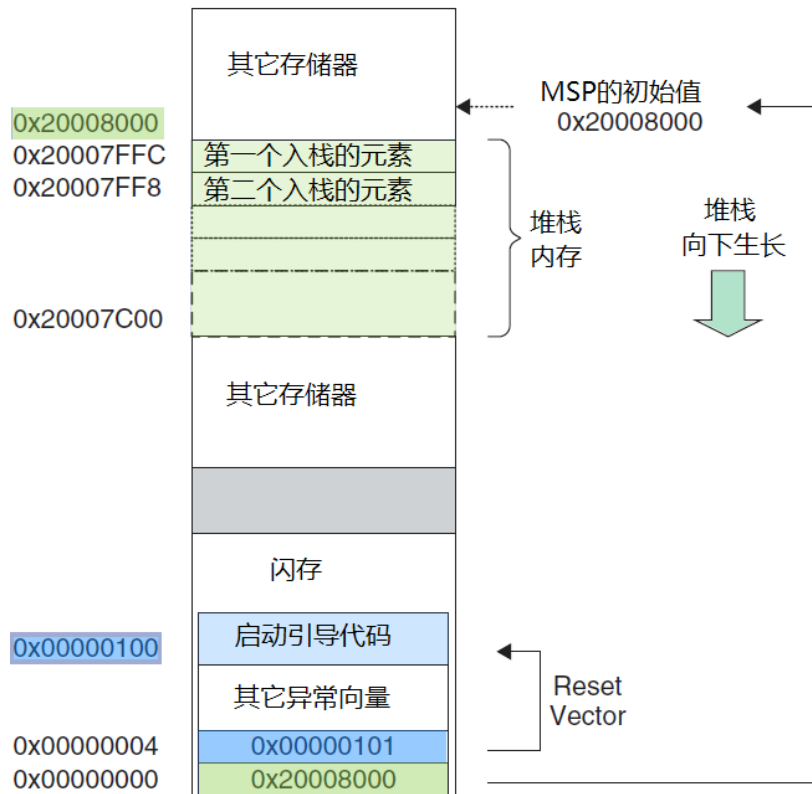 其它存储器
MSP的初始值
0x20008000
0x20008000
0x20007FFC
第一个入栈的元素
0x20007FF8
第二个入栈的元素
堆栈
内存
堆栈
向下生长
0x20007C00
其它存储器
闪存
0x00000100
启动引导代码
其它异常向量
Reset
Vector
0x00000004
0x00000101
0x00000000
0x20008000